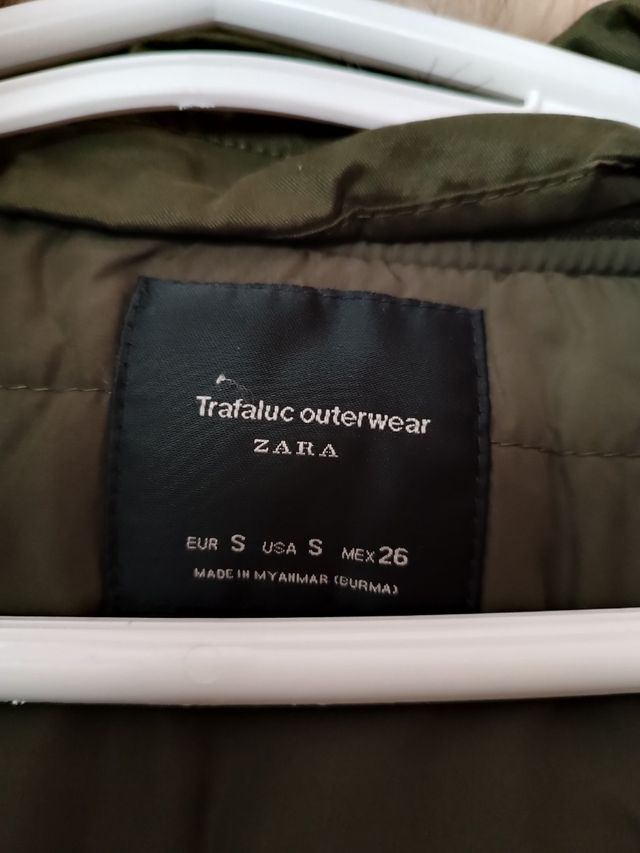 Trafaluc outerwear
ZARA
EUR S USA S MEX 26
MADE IN MYANMAR (BURMA)